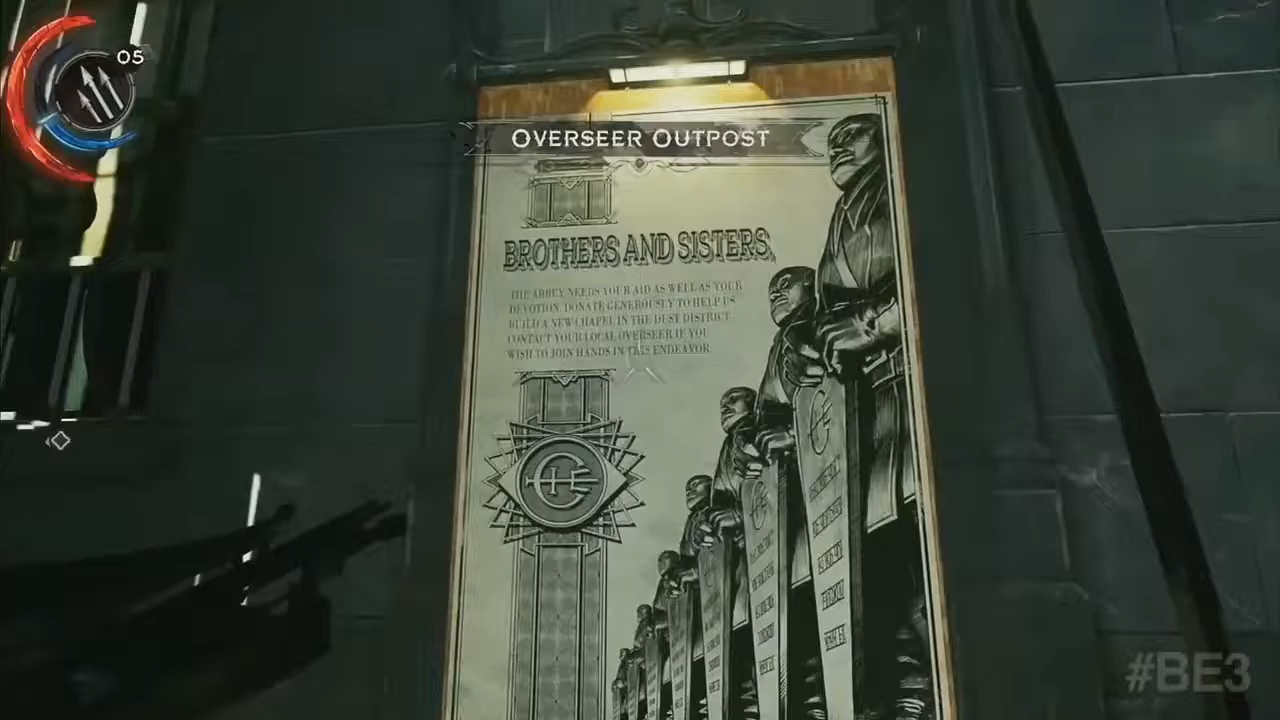 05
OVERSEER OUTPOST
BROTHERS AND SISTERS,
THE ABBEY NEEDS YOUR AID AS WELL AS YOUR
DEVOTION. DONATE GENEROUSLY TO HELP US
BUILD A NEW CHAPEL IN THE DUST DISTRICT
CONTACT YOUR LOCAL OVERSEER IF YOU
WISH TO JOIN HANDS IN THIS ENDEAVOR
#BE3